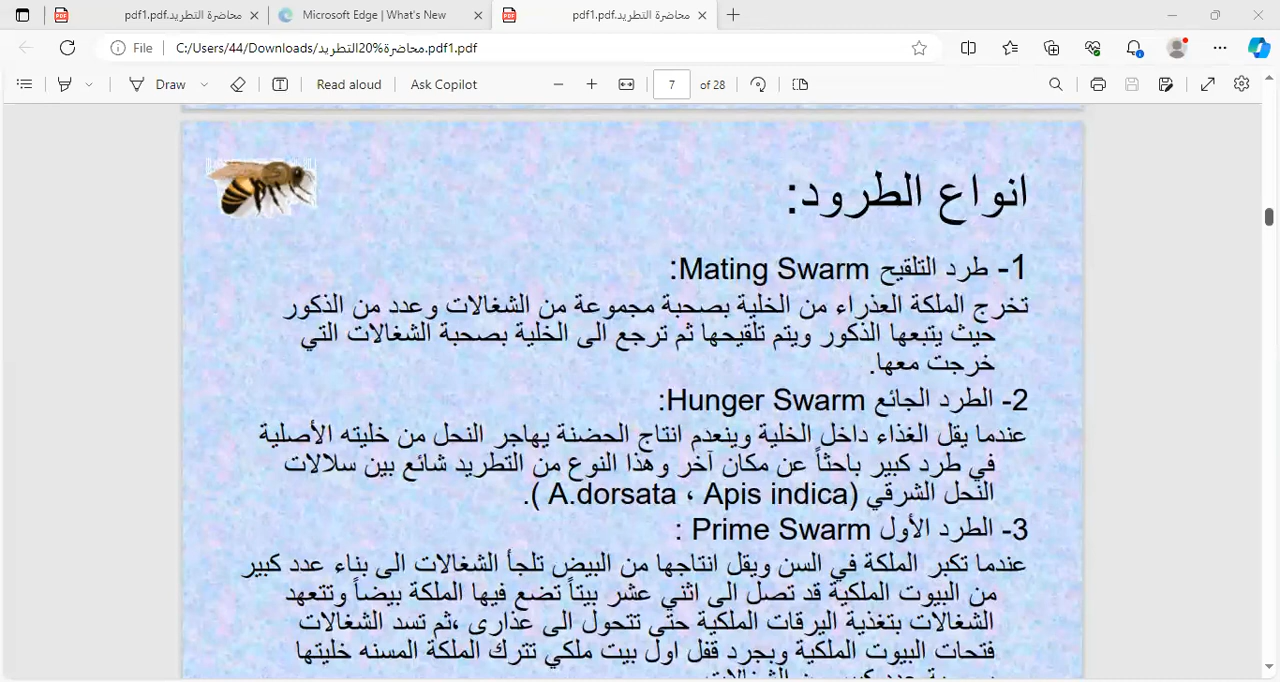 محاضرة التطريد.pdf1.pdf
Microsoft Edge | What's New
محاضرة التطريد.pdf1.pdf
File
C:/Users/44/Downloads/محاضرة%20التطريد.pdf1.pdf
Draw
Read aloud
Ask Copilot
7 of 28
انواع الطرود:
1- طرد التلقيح Mating Swarm:
تخرج الملكة العذراء من الخلية بصحبة مجموعة من الشغالات وعدد من الذكور
حيث يتبعها الذكور ويتم تلقيحها ثم ترجع الى الخلية بصحبة الشغالات التي
خرجت معها.
2- الطرد الجائع Hunger Swarm:
عندما يقل الغذاء داخل الخلية وينعدم انتاج الحضنة يهاجر النحل من خليته الأصلية
في طرد كبير باحثاً عن مكان آخر وهذا النوع من التطريد شائع بين سلالات
النحل الشرقي (A.dorsata ، Apis indica ).
3- الطرد الأول Prime Swarm :
عندما تكبر الملكة في السن ويقل انتاجها من البيض تلجأ الشغالات الى بناء عدد كبير
من البيوت الملكية قد تصل الى اثني عشر بيتاً تضع فيها الملكة بيضاً وتتعهد
الشغالات بتغذية اليرقات الملكية حتى تتحول الى عذارى ،ثم تسد الشغالات
فتحات البيوت الملكية وبجرد قفل اول بيت ملكي تترك الملكة المسنه خليتها